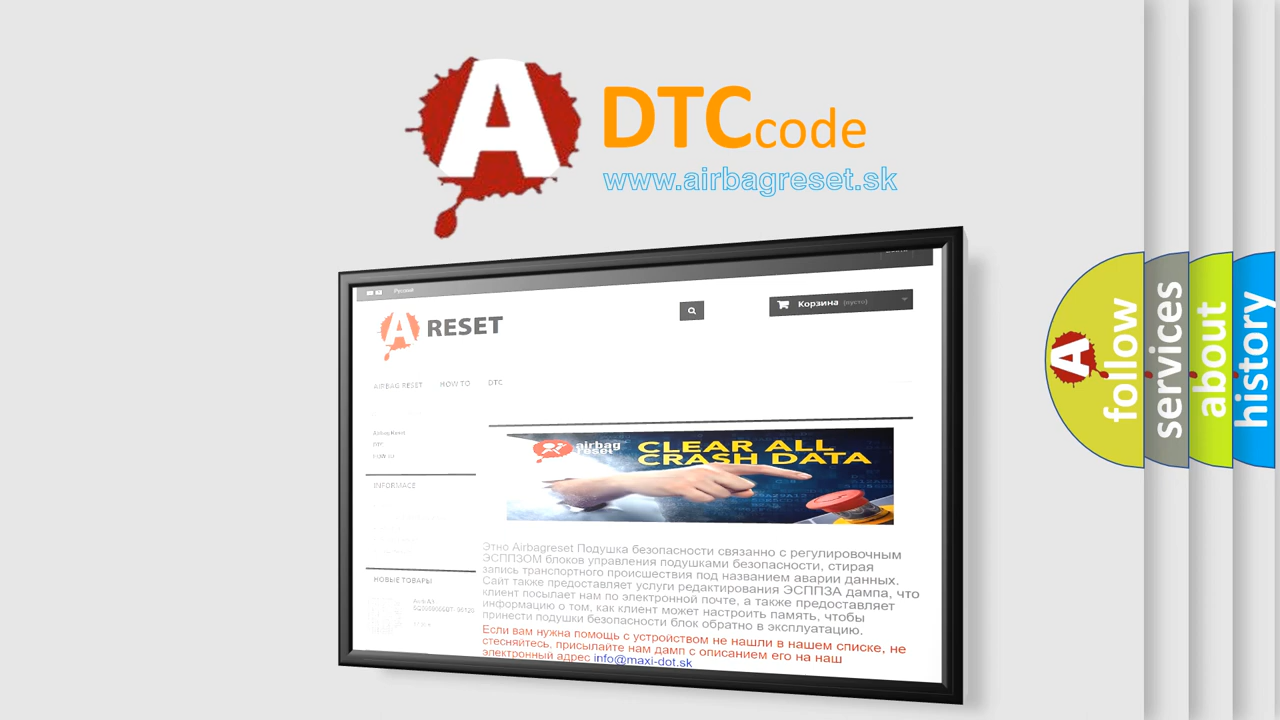 A DTCcode
www.airbagreset.sk
Русский
Корзина (пусто)
A RESET
AIRBAG RESET HOW TO DTC
Airbag Reset
DTC
INFORMACE
НОВЫЕ ТОВАРЫ
airbag
reset
CLEAR ALL
CRASH DATA
Этно Airbagreset Подушка безопасности связанно с регулировочным
ЭСППЗОМ блоков управления подушками безопасности, стирая
запись транспортного происшествия под названием аварии данных.
Сайт также предоставляет услуги редактирования ЭСППЗА дампа, что
клиент посылает нам по электронной почте, а также предоставляет
информацию о том, как клиент может настроить память, чтобы
принести подушки безопасности блок обратно в эксплуатацию.
Если вам нужна помощь с устройством не нашли в нашем списке, не
стесняйтесь, присылайте нам дамп с описанием его на наш
электронный адрес info@maxi-dot.sk
A
follow
services
about
history